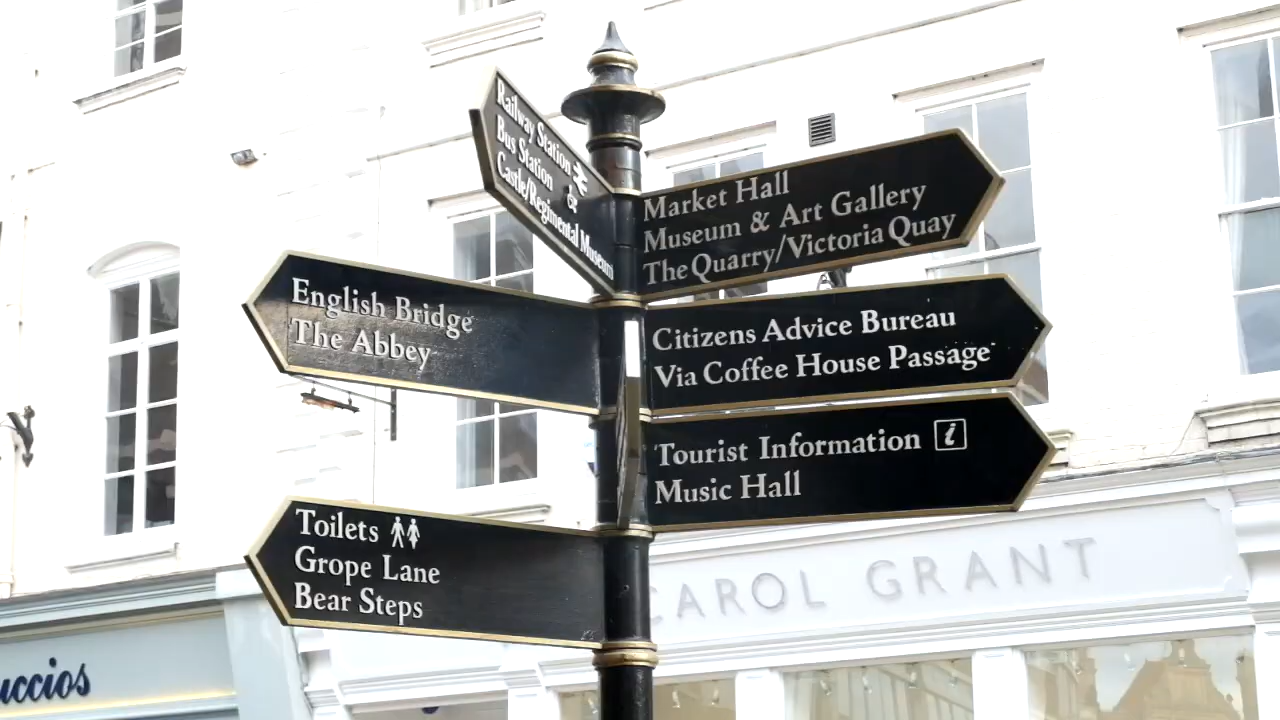 Railway Station
Bus Station
Castle/Regimental Museum
Market Hall
Museum & Art Gallery
The Quarry/Victoria Quay
English Bridge
The Abbey
Citizens Advice Bureau
Via Coffee House Passage
Tourist Information i
Music Hall
Toilets
Grope Lane
Bear Steps
CAROL GRANT
uccios